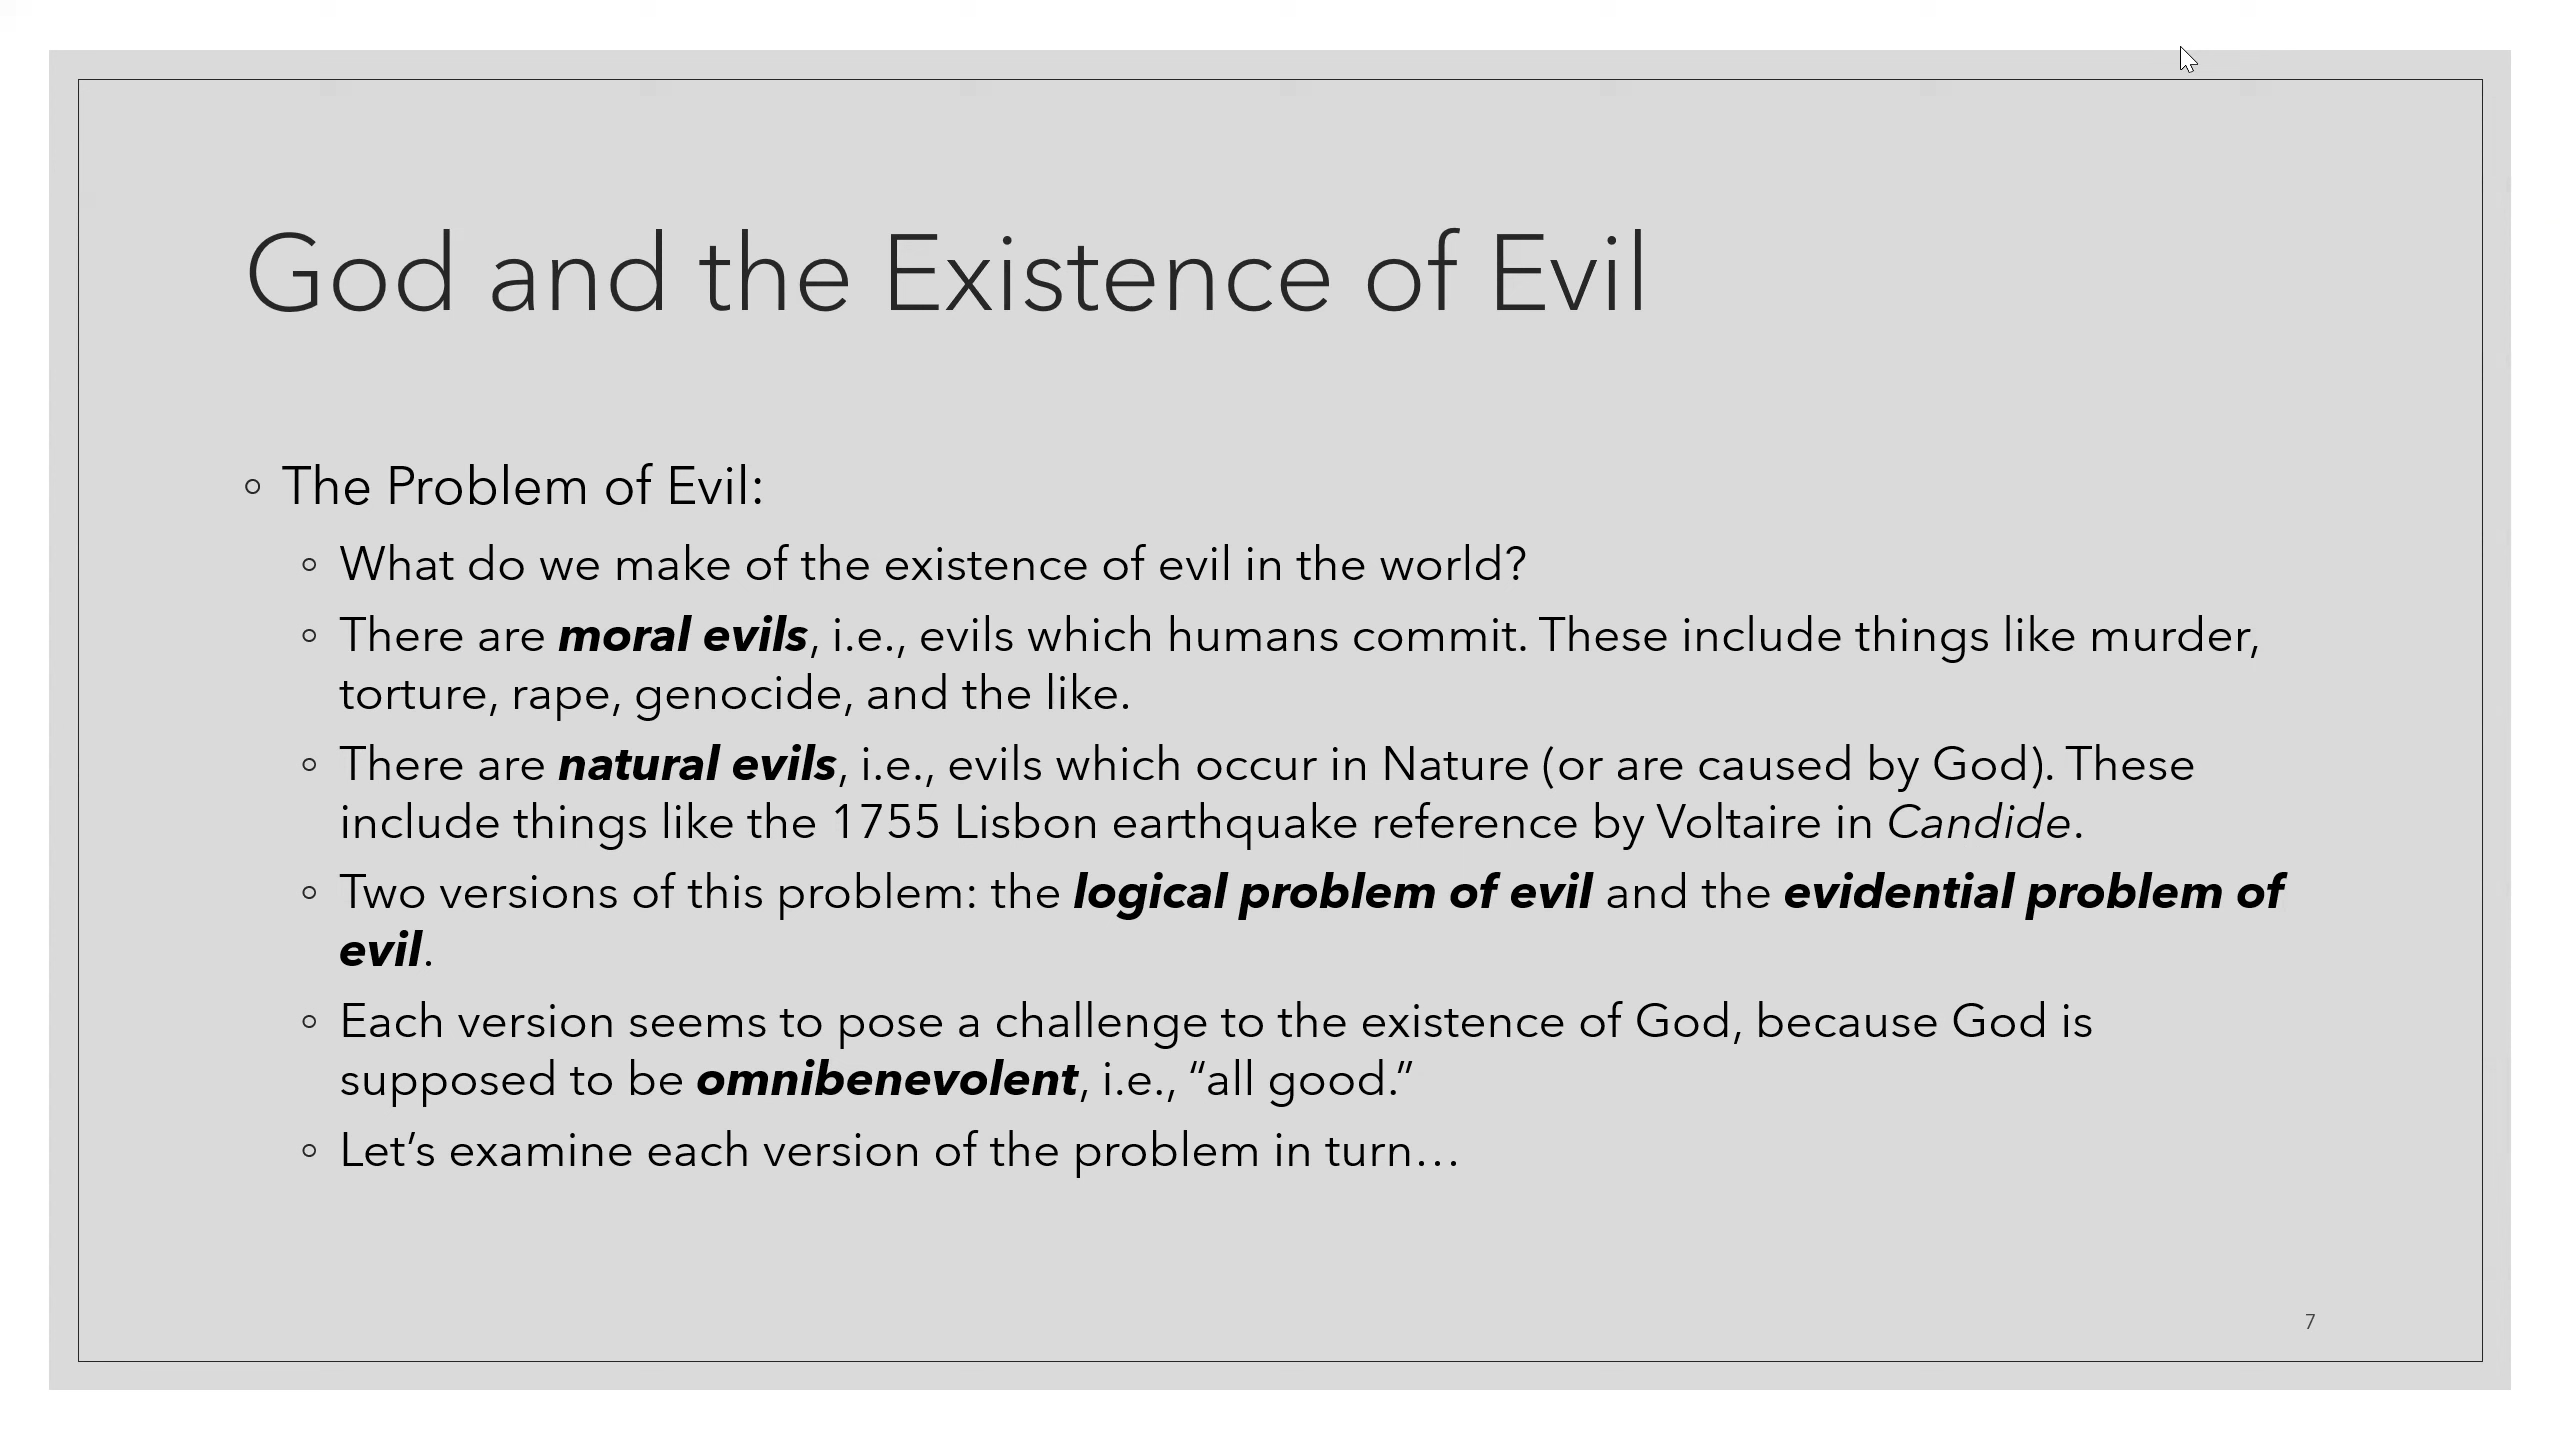 God and the Existence of Evil
◦ The Problem of Evil:
◦ What do we make of the existence of evil in the world?
◦ There are moral evils, i.e., evils which humans commit. These include things like murder,
torture, rape, genocide, and the like.
◦ There are natural evils, i.e., evils which occur in Nature (or are caused by God). These
include things like the 1755 Lisbon earthquake reference by Voltaire in Candide.
◦ Two versions of this problem: the logical problem of evil and the evidential problem of
evil.
◦ Each version seems to pose a challenge to the existence of God, because God is
supposed to be omnibenevolent, i.e., “all good.”
◦ Let’s examine each version of the problem in turn…
7